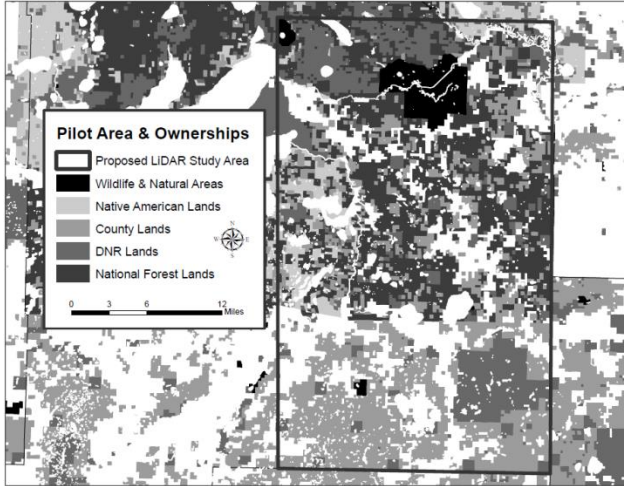 Pilot Area & Ownerships
Proposed LiDAR Study Area
Wildlife & Natural Areas
Native American Lands
County Lands
DNR Lands
National Forest Lands
N
W E
S
0 3 6 12
Miles